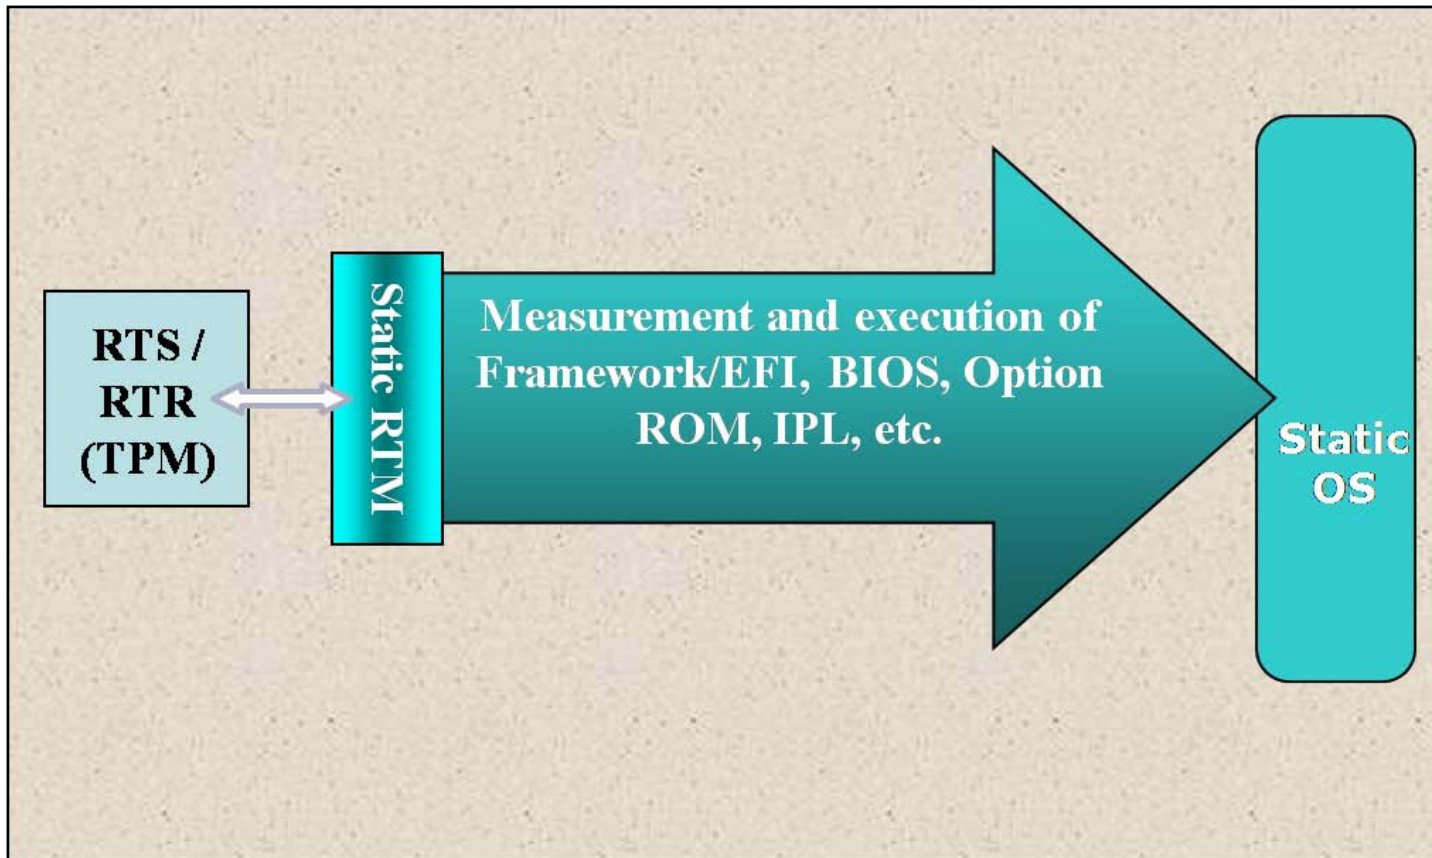 RTS /
RTR
(TPM)
Static RTM
Measurement and execution of
Framework/EFI, BIOS, Option
ROM, IPL, etc.
Static
OS